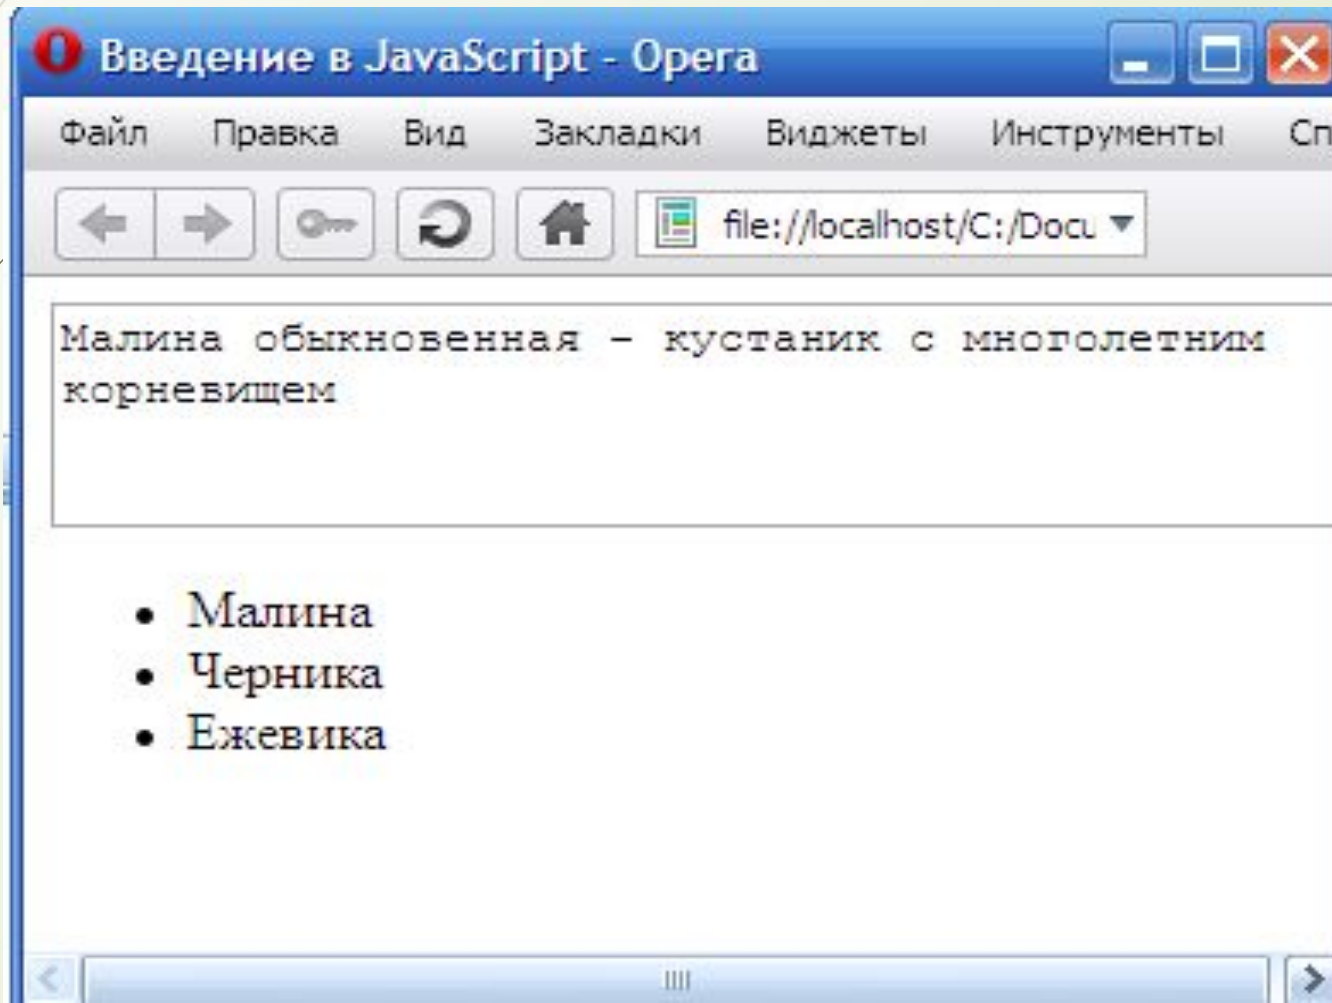 Введение в JavaScript - Opera
Файл Правка Вид Закладки Виджеты Инструменты Сп
file://localhost/C:/Docu
Малина обыкновенная - кустаник с многолетним
корневищем
Малина
Черника
Ежевика